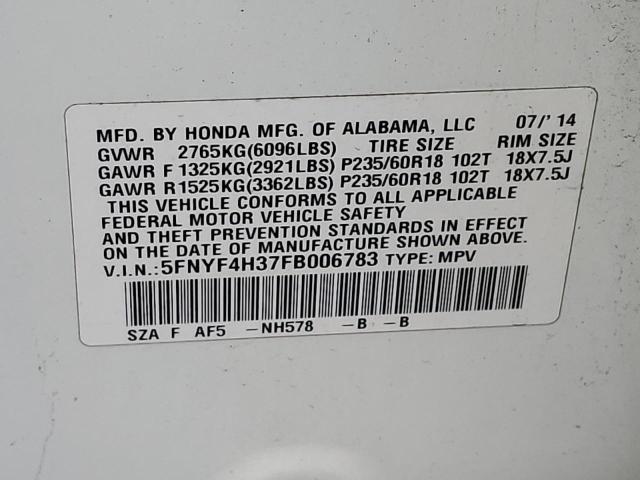 MFD. BY HONDA MFG. OF ALABAMA, LLC 07/' 14
GVWR 2765KG(6096LBS) TIRE SIZE RIM SIZE
GAWR F 1325KG(2921LBS) P235/60R18 102T 18X7.5J
GAWR R 1525KG(3362LBS) P235/60R18 102T 18X7.5J
THIS VEHICLE CONFORMS TO ALL APPLICABLE
FEDERAL MOTOR VEHICLE SAFETY
AND THEFT PREVENTION STANDARDS IN EFFECT
ON THE DATE OF MANUFACTURE SHOWN ABOVE.
V.I.N.:5FNYF4H37FB006783 TYPE: MPV
SZA F AF5 -NH578 -B -B